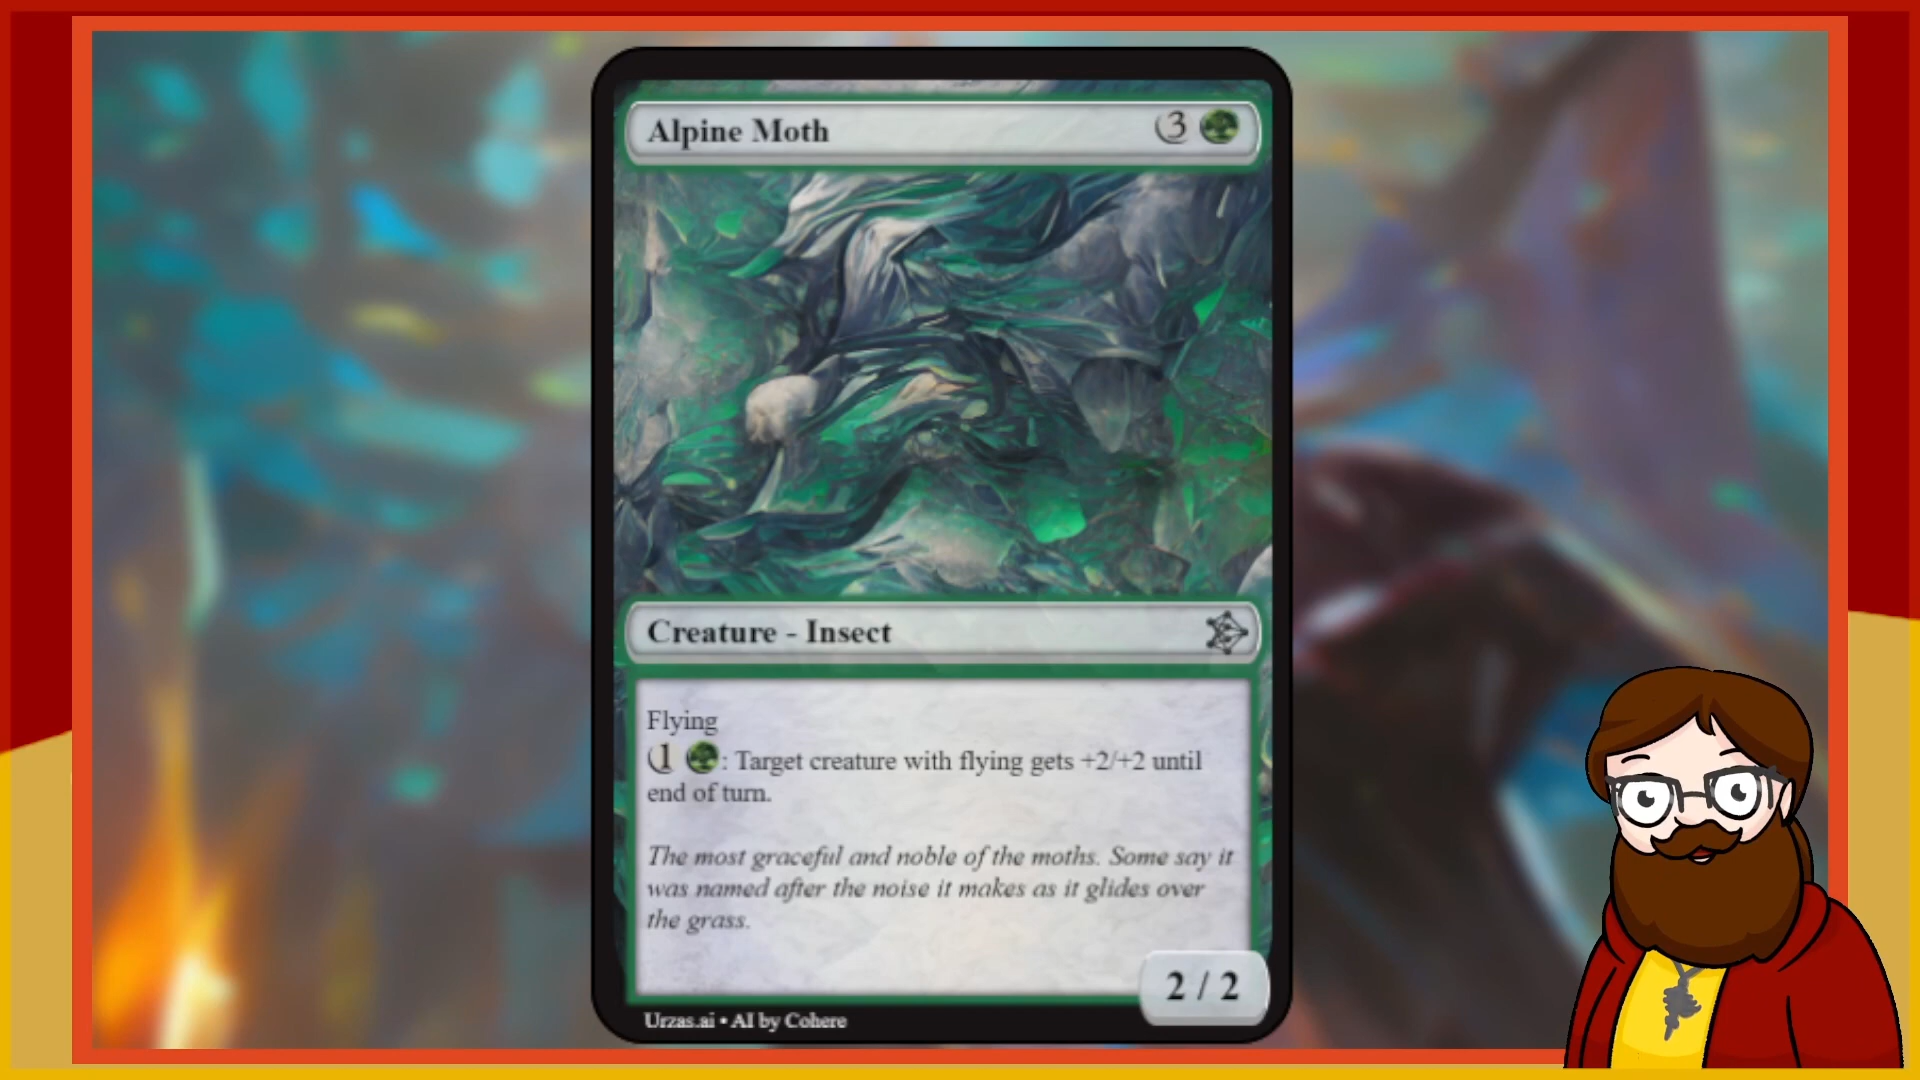 Alpine Moth 3
Creature - Insect
Flying
1 : Target creature with flying gets +2/+2 until
end of turn.
The most graceful and noble of the moths. Some say it
was named after the noise it makes as it glides over
the grass.
2 / 2
Urzas.ai • AI by Cohere